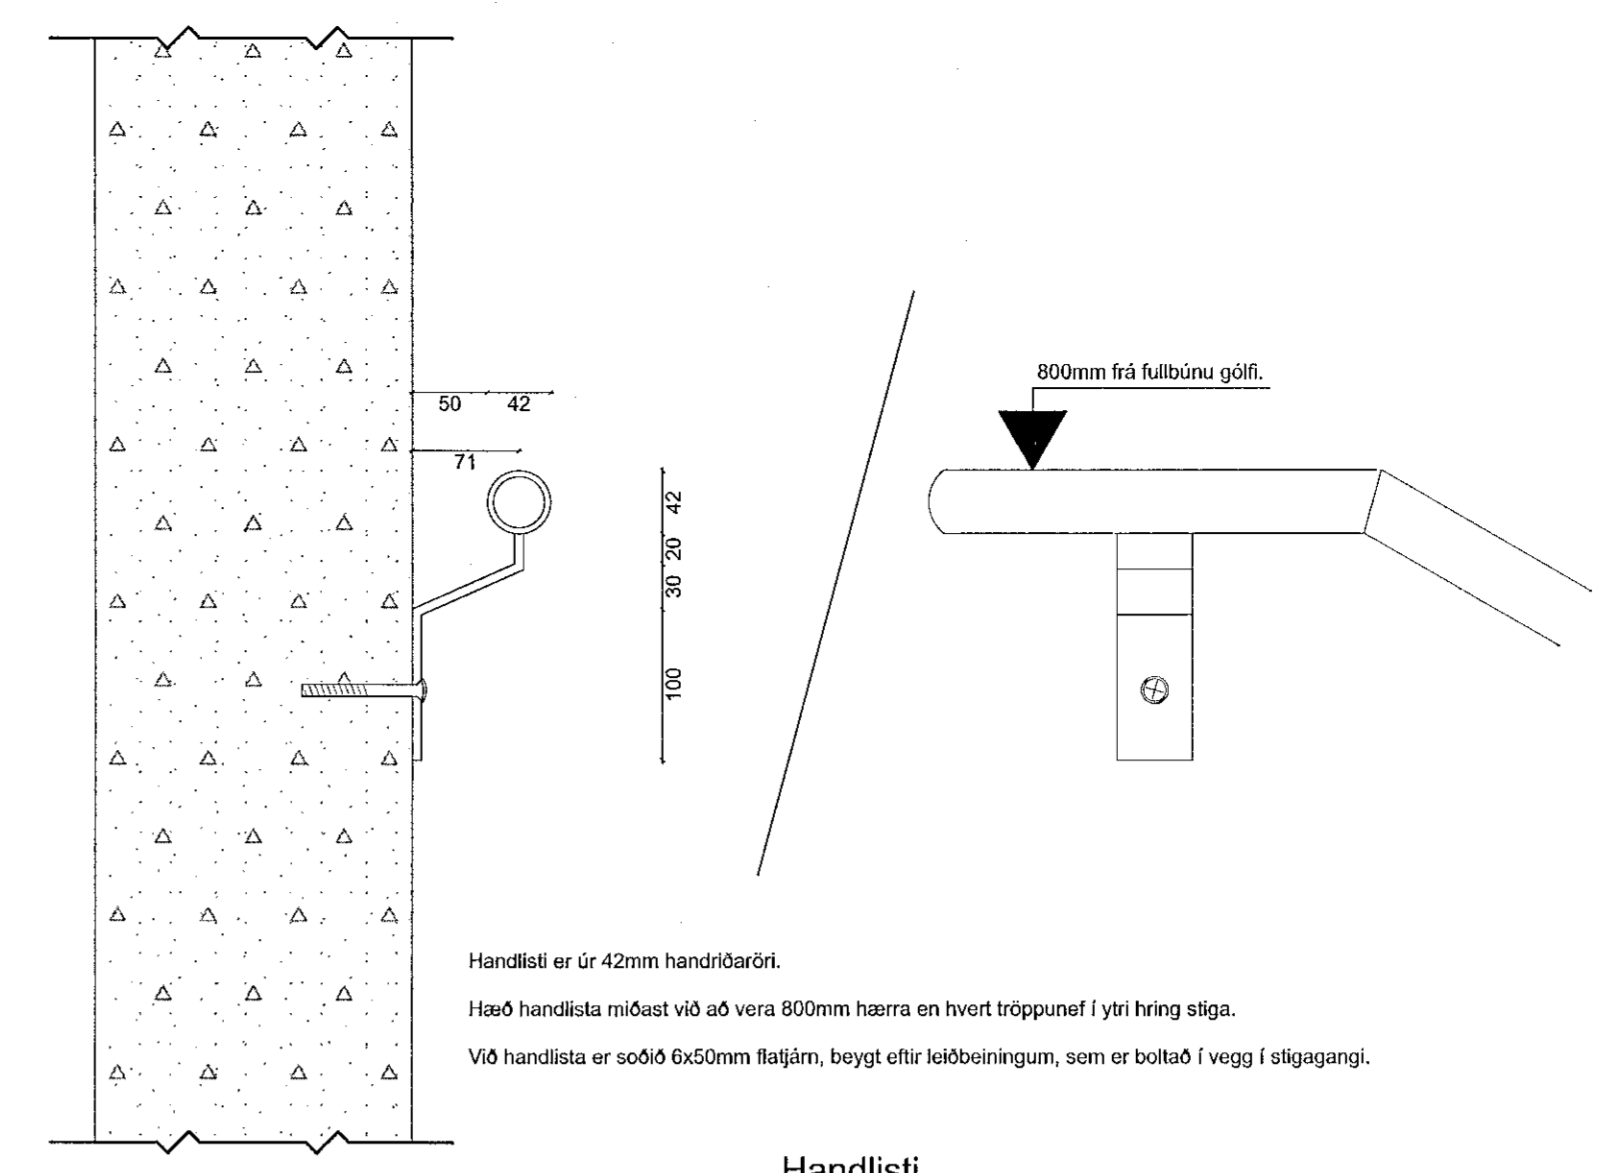 50
42
71
42
20
30
100
800mm frá fullbúnu gólfi.
Handlisti er úr 42mm handriðaröri.
Hæð handlista miðast við að vera 800mm hærra en hvert tröppunef í ytri hring stiga.
Við handlista er soðið 6x50mm flatjárn, beygt eftir leiðbeiningum, sem er boltað í vegg í stigagangi.
Handlisti